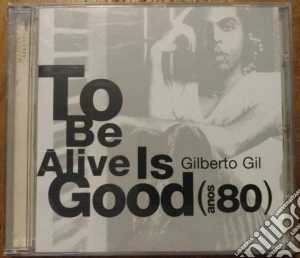 To
Be
Alive Is Gilberto Gil
Good (anos 80)